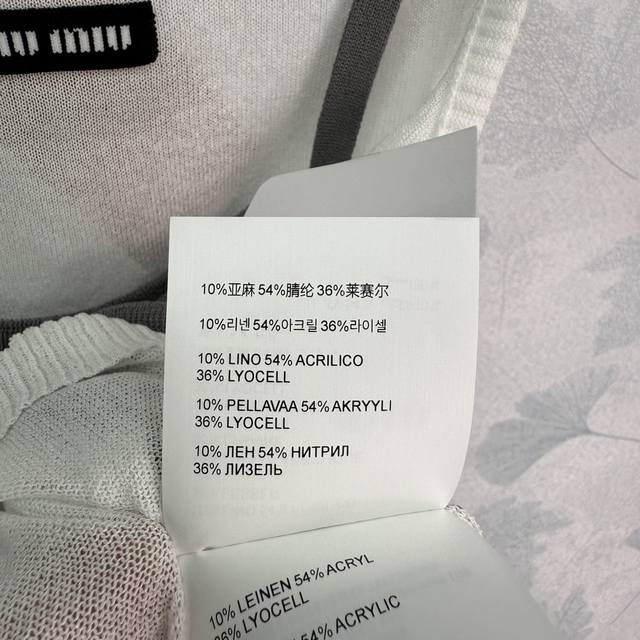 miu
10%亚麻 54%腈纶 36%莱赛尔
10%리넨 54%아크릴 36%라이셀
10% LINO 54% ACRILICO
36% LYOCELL
10% PELLAVAA 54% AKRYYLI
36% LYOCELL
10% ЛЕН 54% НИТРИЛ
36% ЛИЗЕЛЬ
10% LEINEN 54% ACRYL
36% LYOCELL
54% ACRYLIC